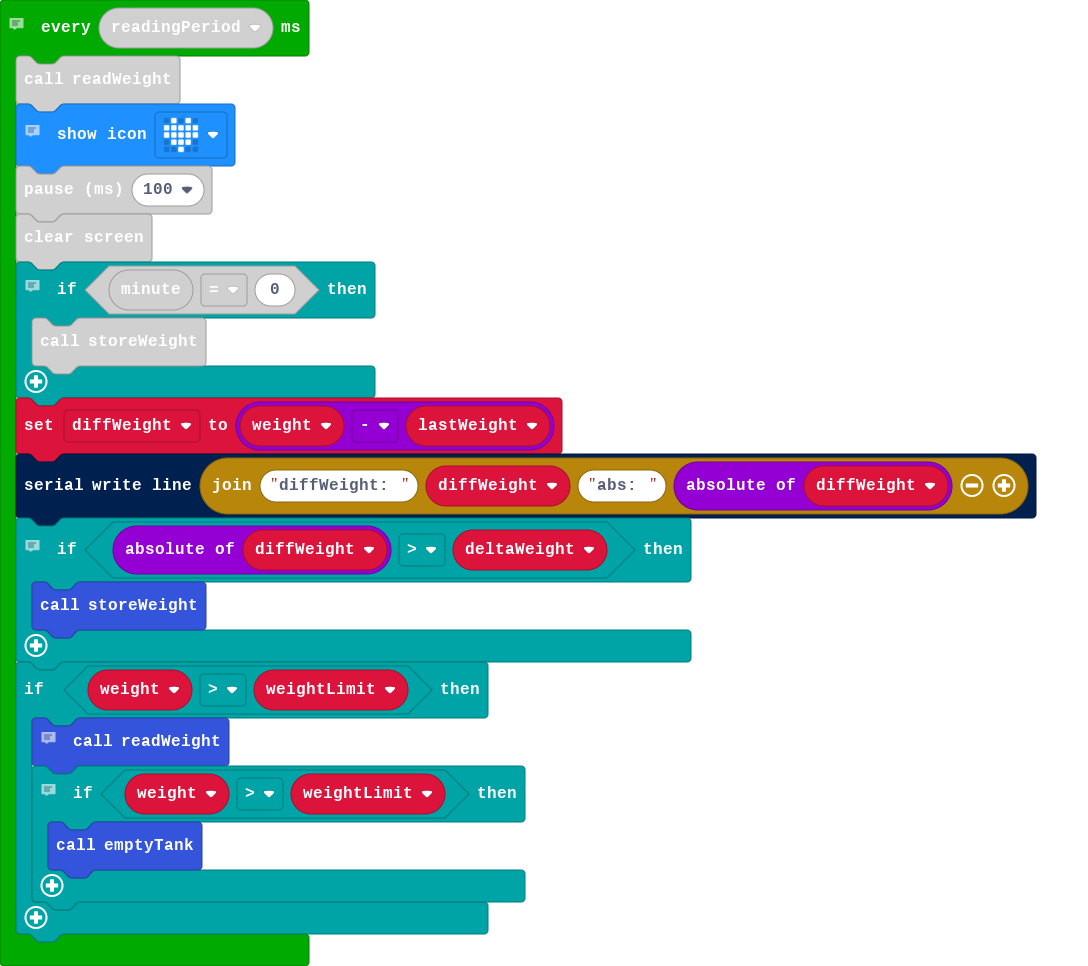 every readingPeriod ms
call readWeight
show icon
pause (ms) 100
clear screen
if minute = 0 then
call storeWeight
set diffWeight to weight - lastWeight
serial write line join "diffWeight: " diffWeight "abs: " absolute of diffWeight
if absolute of diffWeight > deltaWeight then
call storeWeight
if weight > weightLimit then
call readWeight
if weight > weightLimit then
call emptyTank